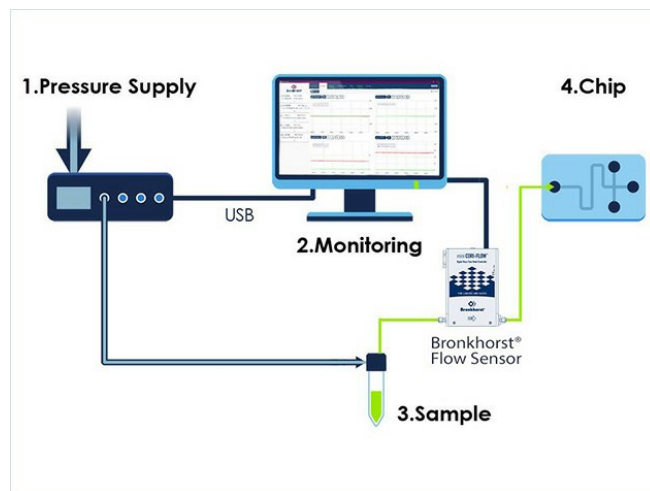 1.Pressure Supply
4.Chip
USB
2.Monitoring
mini CORI-FLOW
Bronkhorst
Bronkhorst®
Flow Sensor
3.Sample